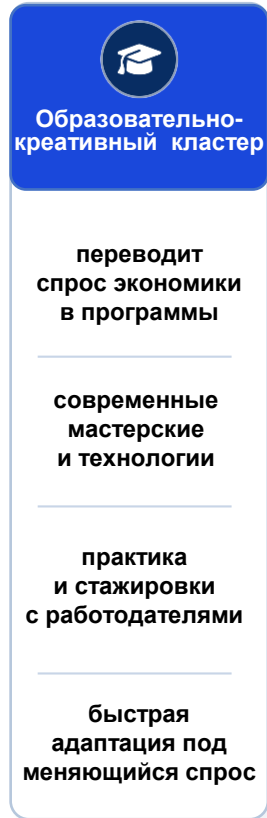 Образовательно-
креативный кластер
переводит
спрос экономики
в программы
современные
мастерские
и технологии
практика
и стажировки
с работодателями
быстрая
адаптация под
меняющийся спрос